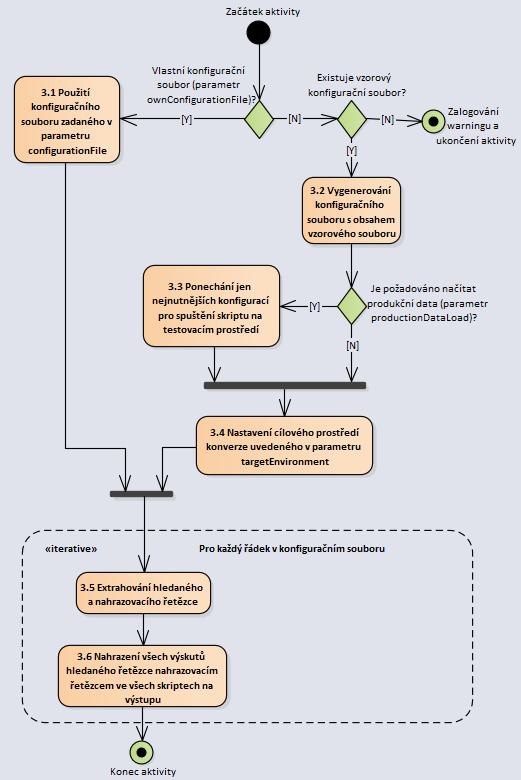 Začátek aktivity
Vlastní konfigurační
soubor (parametr
ownConfigurationFile)?
Existuje vzorový
konfigurační soubor?
[Y]
[N]
[N]
Zalogování
warningu a
ukončení aktivity
3.1 Použití
konfiguračního
souboru zadaného v
parametru
configurationFile
[Y]
3.2 Vygenerování
konfiguračního
souboru s obsahem
vzorového souboru
3.3 Ponechání jen
nejnutnějších konfigurací
pro spuštění skriptu na
testovacím prostředí
[Y]
Je požadováno načítat
produkční data (parametr
productionDataLoad)?
[N]
3.4 Nastavení cílového prostředí
konverze uvedeného v parametru
targetEnvironment
«iterative»
Pro každý řádek v konfiguračním souboru
3.5 Extrahování hledaného
a nahrazovacího řetězce
3.6 Nahrazení všech výskutů
hledaného řetězce nahrazovacím
řetězcem ve všech skriptech na
výstupu
Konec aktivity